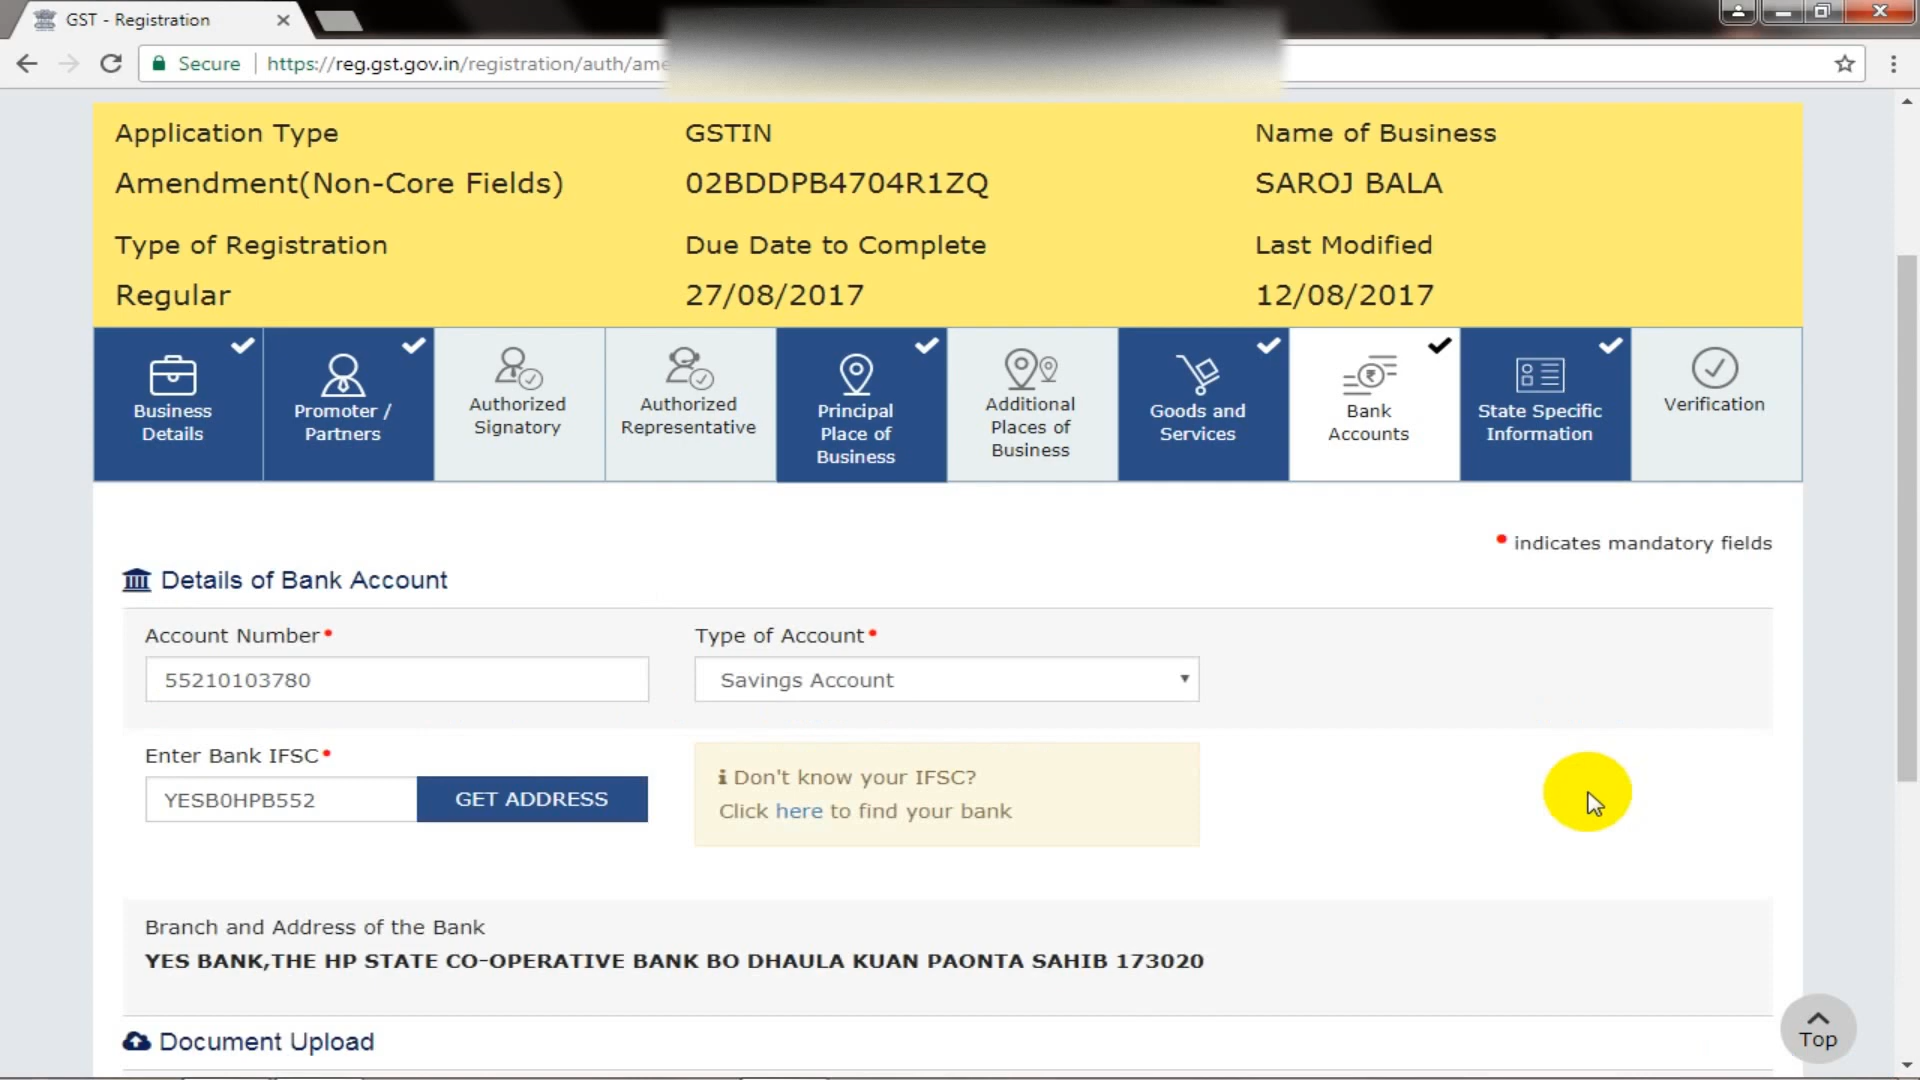 GST - Registration
Secure https://reg.gst.gov.in/registration/auth/ame
Application Type GSTIN Name of Business
Amendment(Non-Core Fields) 02BDDPB4704R1ZQ SAROJ BALA
Type of Registration Due Date to Complete Last Modified
Regular 27/08/2017 12/08/2017
Business
Details
Promoter /
Partners
Authorized
Signatory
Authorized
Representative
Principal
Place of
Business
Additional
Places of
Business
Goods and
Services
Bank
Accounts
State Specific
Information
Verification
• indicates mandatory fields
Details of Bank Account
Account Number• Type of Account•
55210103780 Savings Account
Enter Bank IFSC•
YESB0HPB552 GET ADDRESS
Don't know your IFSC?
Click here to find your bank
Branch and Address of the Bank
YES BANK,THE HP STATE CO-OPERATIVE BANK BO DHAULA KUAN PAONTA SAHIB 173020
Document Upload
Top